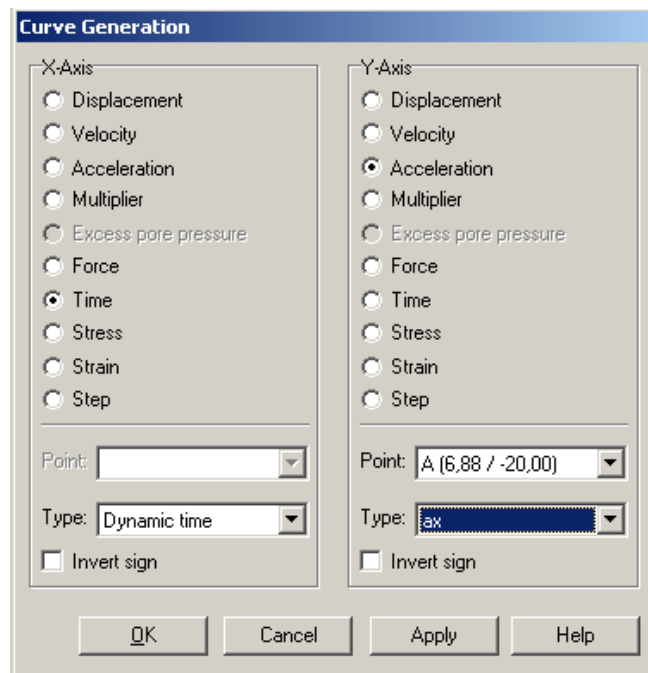 Curve Generation
X-Axis
Displacement
Velocity
Acceleration
Multiplier
Excess pore pressure
Force
Time
Stress
Strain
Step
Point:
Type: Dynamic time
Invert sign
Y-Axis
Displacement
Velocity
Acceleration
Multiplier
Excess pore pressure
Force
Time
Stress
Strain
Step
Point: A (6,88 / -20,00)
Type: ax
Invert sign
OK Cancel Apply Help